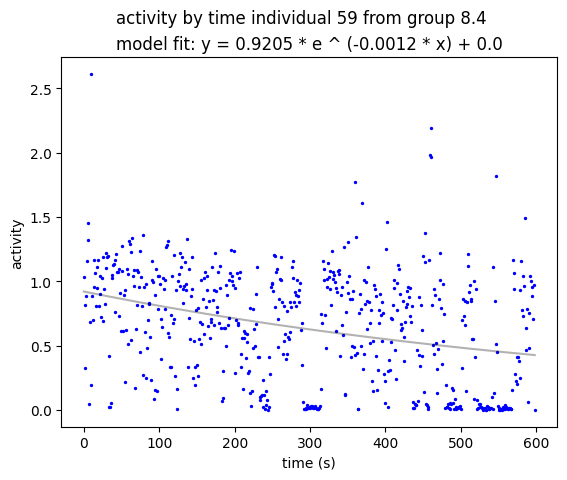 activity by time individual 59 from group 8.4
model fit: y = 0.9205 * e ^ (-0.0012 * x) + 0.0
2.5
2.0
1.5
1.0
0.5
0.0
activity
0 100 200 300 400 500 600
time (s)